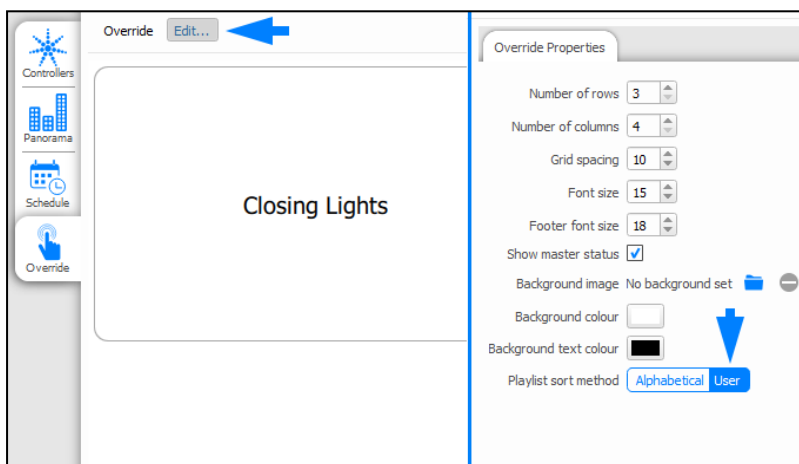 Override Edit...
Controllers
Panorama
Schedule
Override
Closing Lights
Override Properties
Number of rows 3
Number of columns 4
Grid spacing 10
Font size 15
Footer font size 18
Show master status
Background image No background set
Background colour
Background text colour
Playlist sort method Alphabetical User